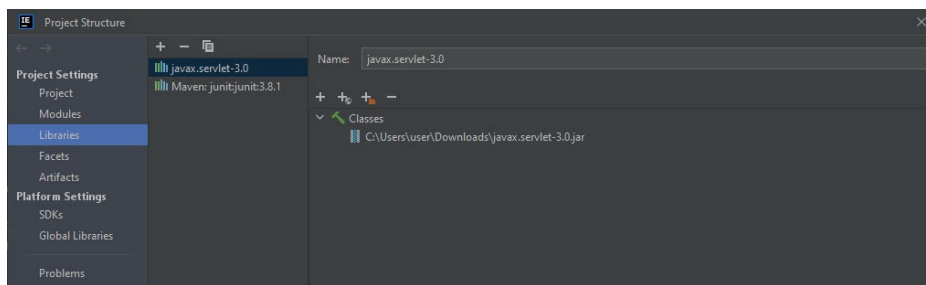 Project Structure
Project Settings
Project
Modules
Libraries
Facets
Artifacts
Platform Settings
SDKs
Global Libraries
Problems
javax.servlet-3.0
Maven: junit:junit:3.8.1
Name: javax.servlet-3.0
Classes
C:\Users\user\Downloads\javax.servlet-3.0.jar